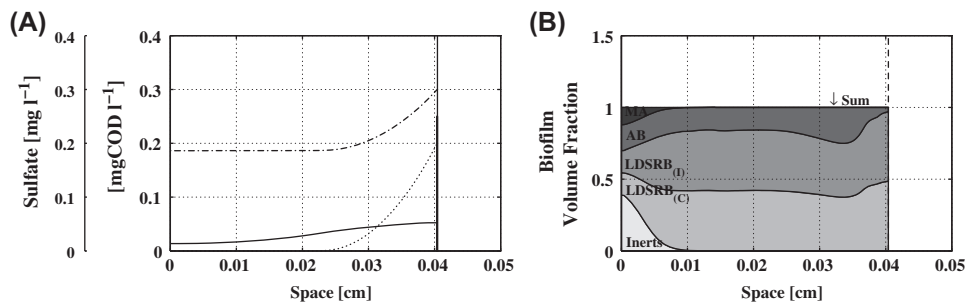 (A)
0.4
0.3
0.2
0.1
0
Sulfate [mg l⁻¹]
0.4
0.3
0.2
0.1
0
[mgCOD l⁻¹]
0
0.01
0.02
0.03
0.04
0.05
Space [cm]
(B)
1.5
1
0.5
0
Biofilm
Volume Fraction
↓ Sum
MA
AB
LDSRB(I)
LDSRB(C)
Inerts
0
0.01
0.02
0.03
0.04
0.05
Space [cm]